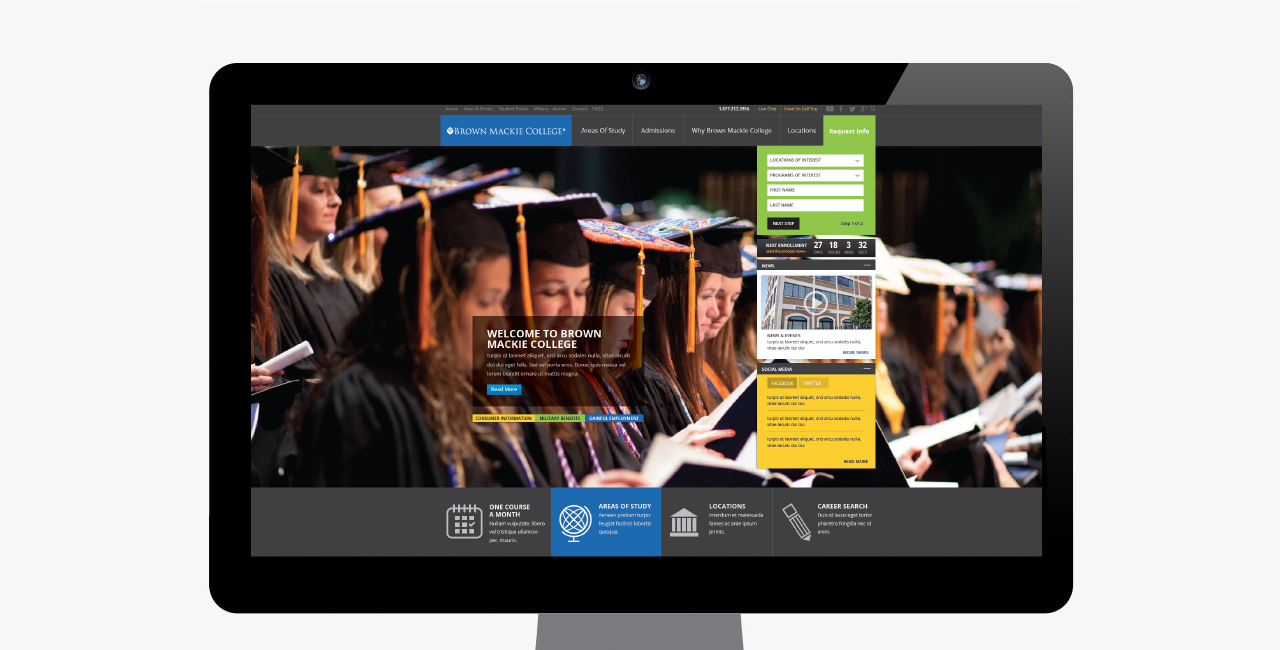 About News & Events Student Portal Military Alumni Contact FAQS 1.877.213.3956 Live Chat Have Us Call You
BROWN MACKIE COLLEGE® Areas Of Study Admissions Why Brown Mackie College Locations Request Info
LOCATIONS OF INTEREST
PROGRAMS OF INTEREST
FIRST NAME
LAST NAME
NEXT STEP Step 1 of 2
NEXT ENROLLMENT 27 18 3 32
DAYS HOURS MINS SECS
NEWS
NEWS & EVENTS
turpis ut laoreet aliquet, orci arcu sodales nulla,
vitae iaculis dui dui
MORE NEWS
SOCIAL MEDIA
FACEBOOK TWITTER
turpis ut laoreet aliquet, orci arcu sodales nulla,
vitae iaculis dui dui
turpis ut laoreet aliquet, orci arcu sodales nulla,
vitae iaculis dui dui
turpis ut laoreet aliquet, orci arcu sodales nulla,
vitae iaculis dui dui
READ MORE
WELCOME TO BROWN
MACKIE COLLEGE
turpis ut laoreet aliquet, orci arcu sodales nulla, vitae iaculis
dui dui eget felis. Sed vel porta eros. Donec quis massa vel
lorem blandit ornare ut mattis magna.
Read More
CONSUMER INFORMATION MILITARY BENEFITS GAINFUL EMPLOYMENT
ONE COURSE
A MONTH
Nullam vulputate, libero
vel tristique ullamcor-
per, mauris.
AREAS OF STUDY
Aenean pretium turpis
feugiat facilisis lobortis
quisque.
LOCATIONS
Interdum et malesuada
fames ac ante ipsum
primis.
CAREER SEARCH
Duis id lacus eget tortor
pharetra fringilla nec id
enim.